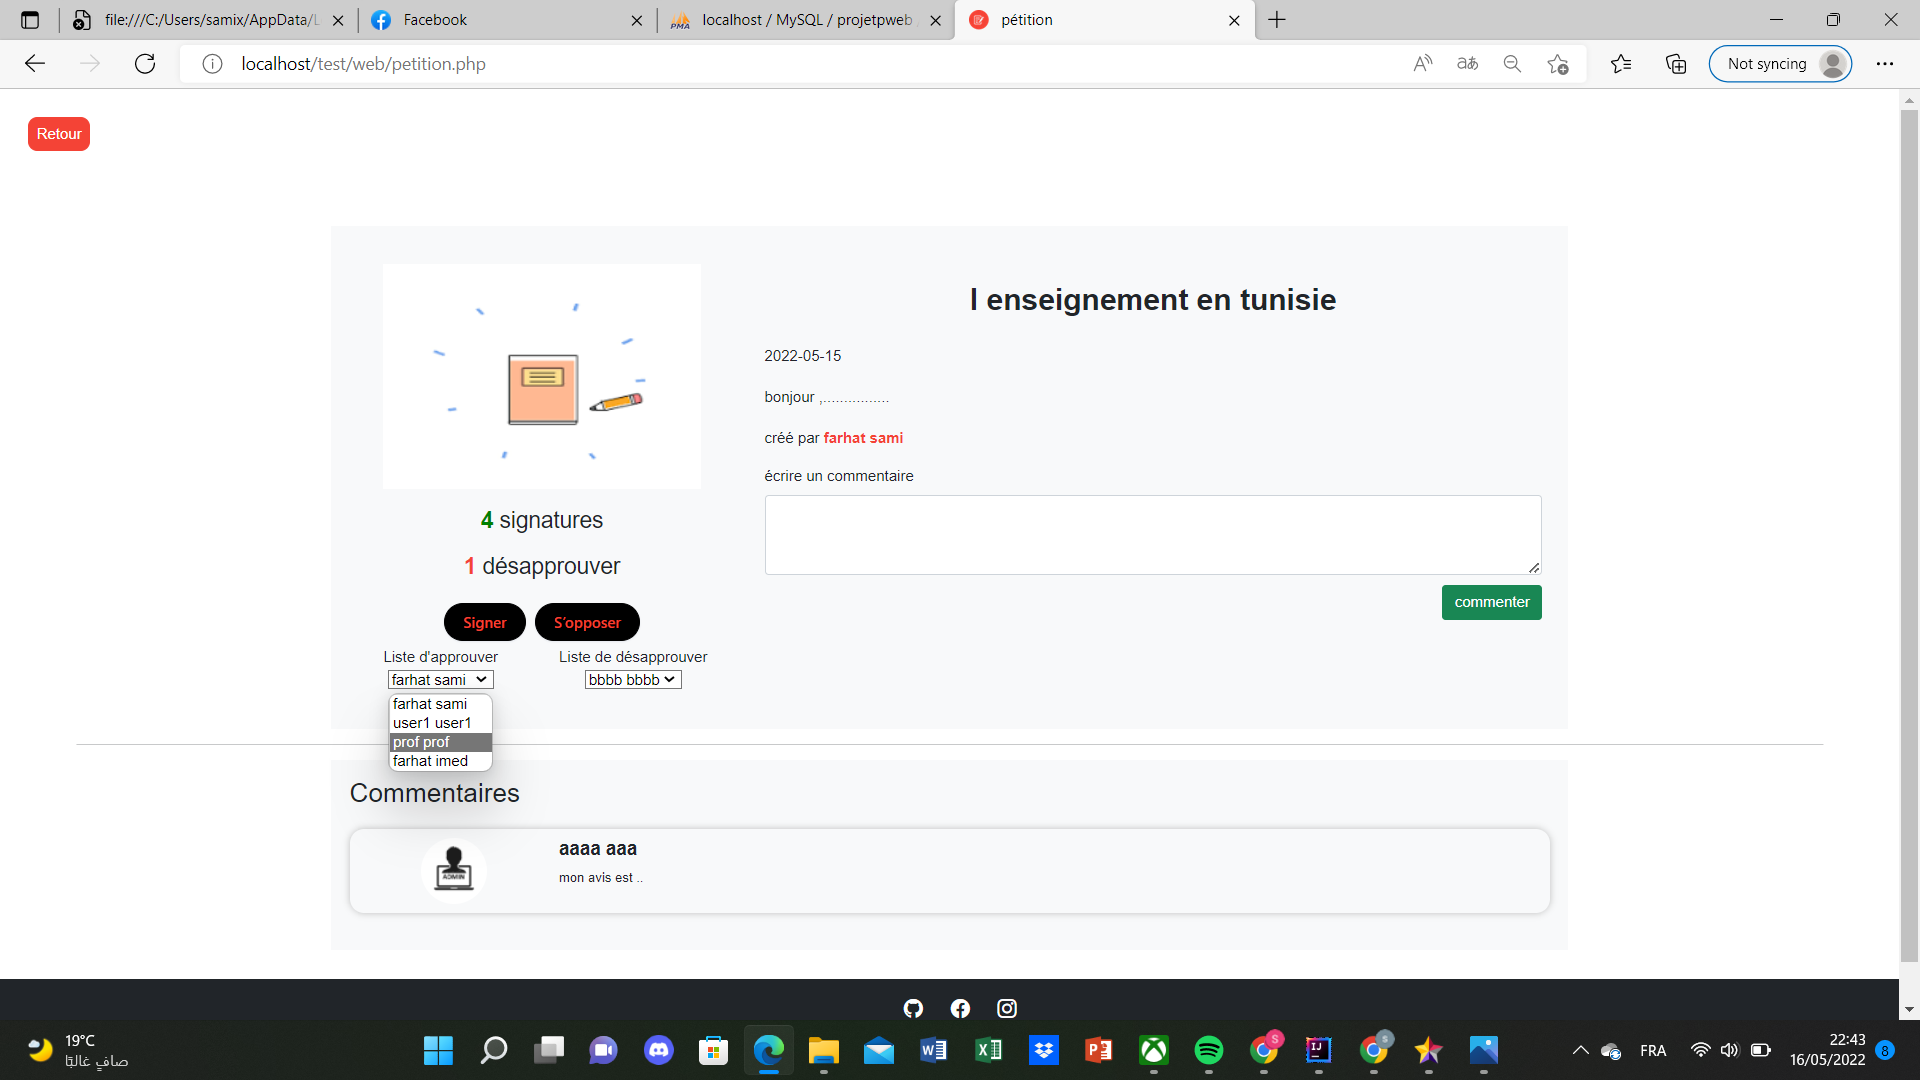 file:///C:/Users/samix/AppData/L
Facebook
PMA
localhost / MySQL / projetpweb
pétition
localhost/test/web/petition.php
Not syncing
Retour
l enseignement en tunisie
2022-05-15
bonjour ,................
créé par farhat sami
écrire un commentaire
commenter
4 signatures
1 désapprouver
Signer
S'opposer
Liste d'approuver
Liste de désapprouver
farhat sami
bbbb bbbb
farhat sami
user1 user1
prof prof
farhat imed
Commentaires
ADMIN
aaaa aaa
mon avis est ..
19°C
صافٍ غالبًا
FRA
22:43
16/05/2022
8